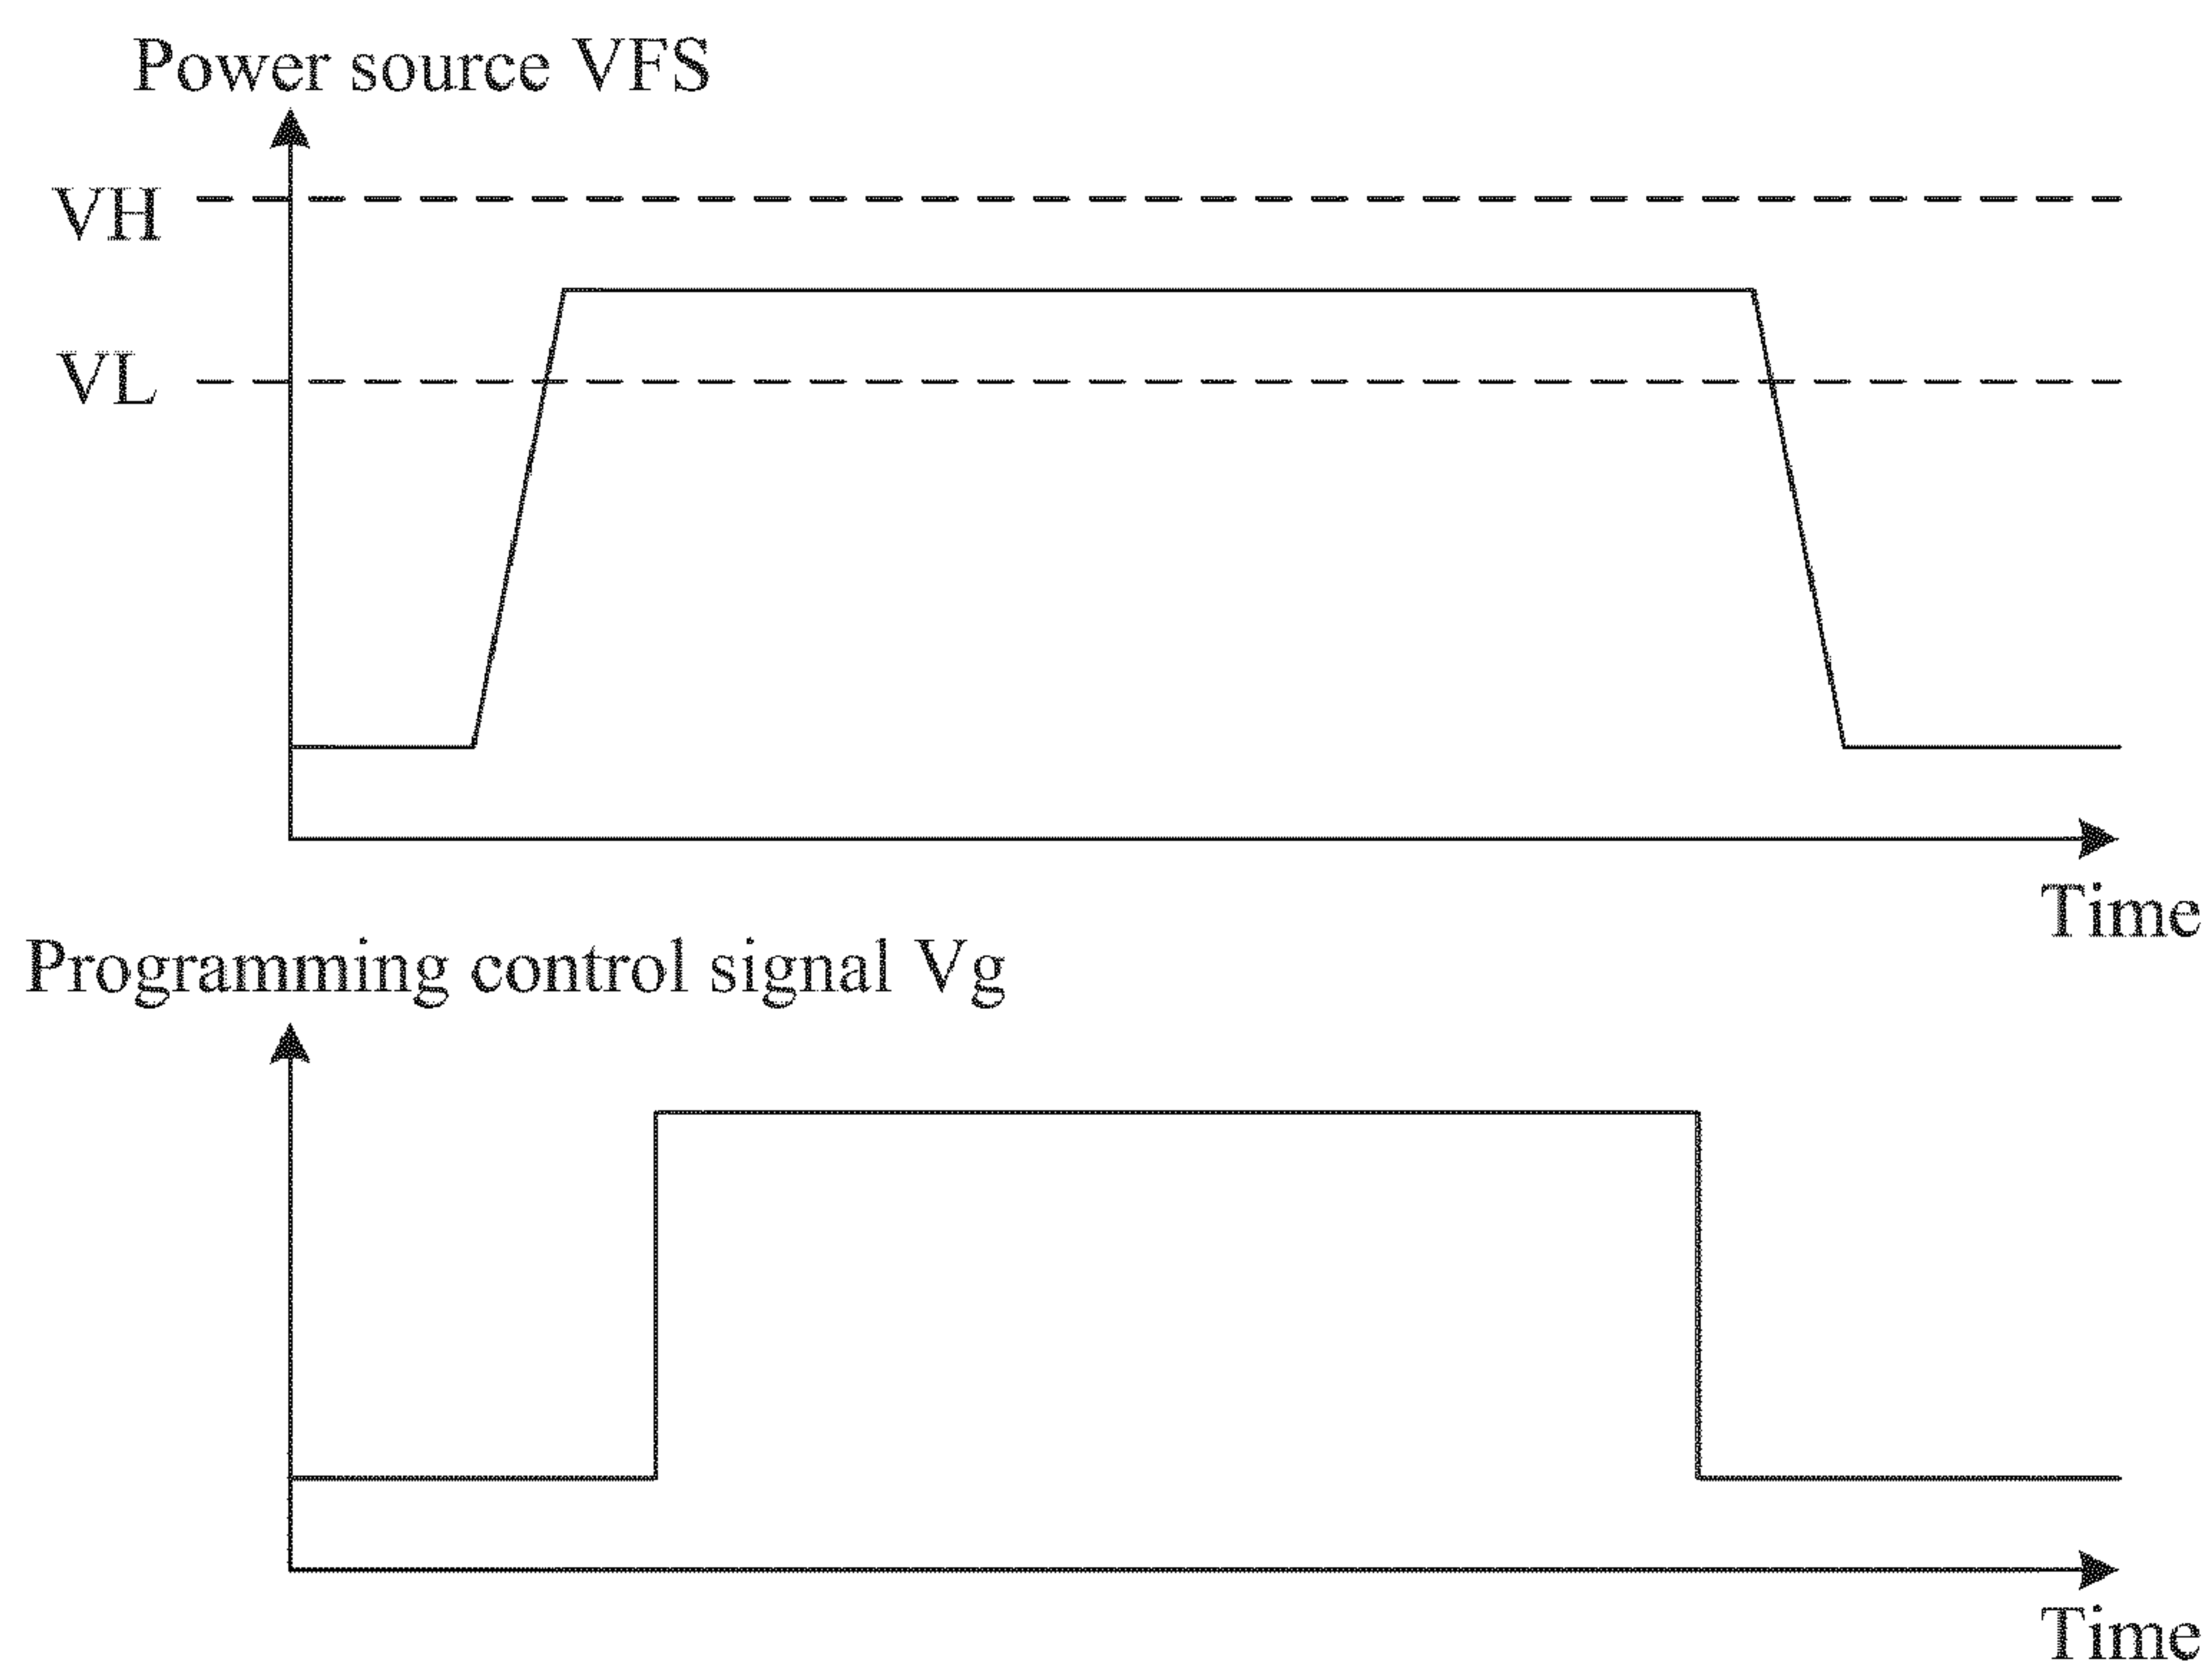 Power source VFS
VH
VL
Time
Programming control signal Vg
Time